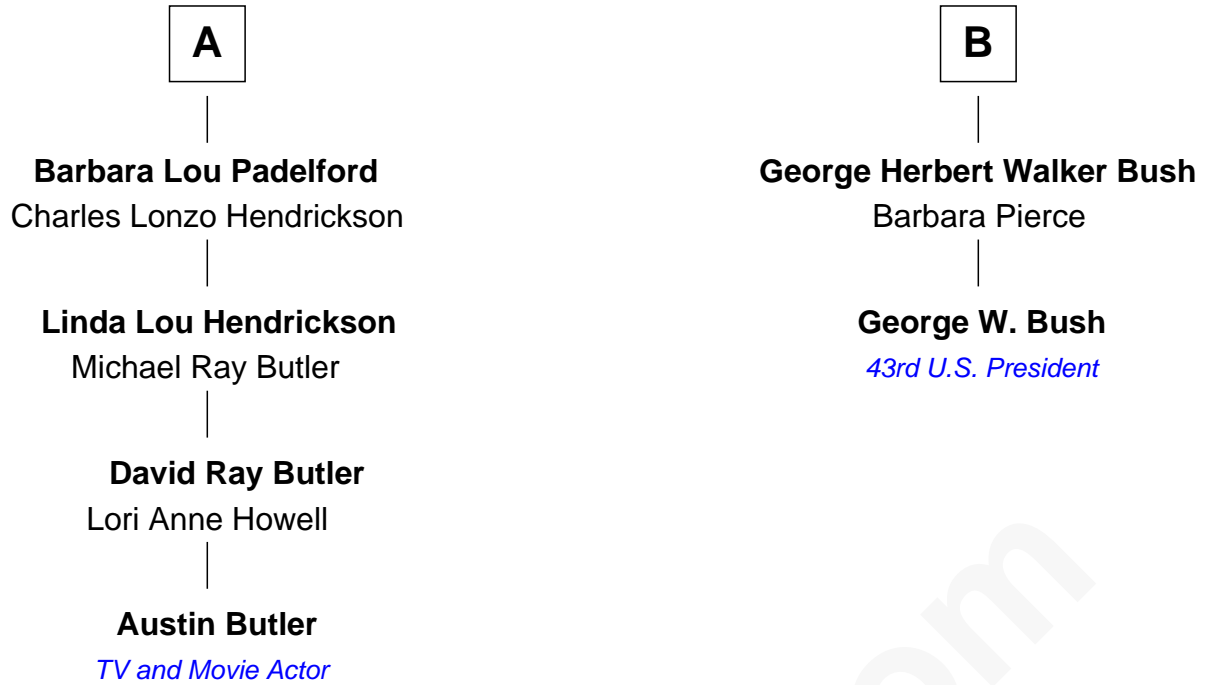 A
Barbara Lou Padelford
Charles Lonzo Hendrickson
Linda Lou Hendrickson
Michael Ray Butler
David Ray Butler
Lori Anne Howell
Austin Butler
TV and Movie Actor
B
George Herbert Walker Bush
Barbara Pierce
George W. Bush
43rd U.S. President
om